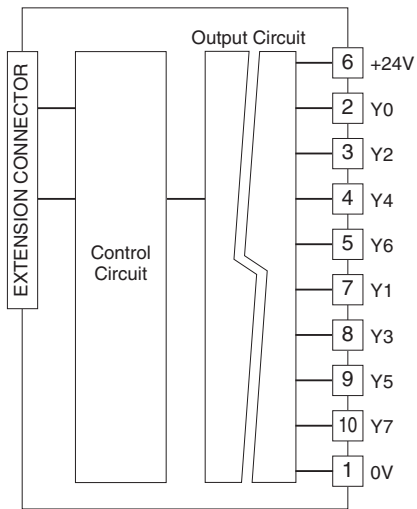 Output Circuit
EXTENSION CONNECTOR
Control
Circuit
6 +24V
2 Y0
3 Y2
4 Y4
5 Y6
7 Y1
8 Y3
9 Y5
10 Y7
1 0V